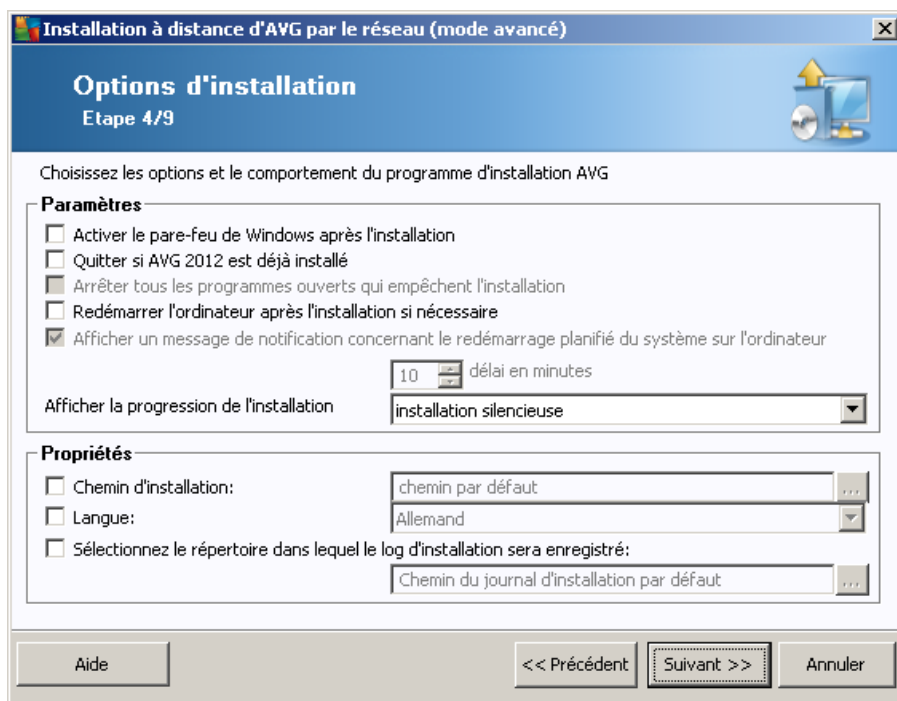 Installation à distance d'AVG par le réseau (mode avancé)
Options d'installation
Etape 4/9
Choisissez les options et le comportement du programme d'installation AVG
Paramètres
Activer le pare-feu de Windows après l'installation
Quitter si AVG 2012 est déjà installé
Arrêter tous les programmes ouverts qui empêchent l'installation
Redémarrer l'ordinateur après l'installation si nécessaire
Afficher un message de notification concernant le redémarrage planifié du système sur l'ordinateur
10 délai en minutes
Afficher la progression de l'installation installation silencieuse
Propriétés
Chemin d'installation: chemin par défaut ...
Langue: Allemand
Sélectionnez le répertoire dans lequel le log d'installation sera enregistré:
Chemin du journal d'installation par défaut ...
Aide << Précédent Suivant >> Annuler